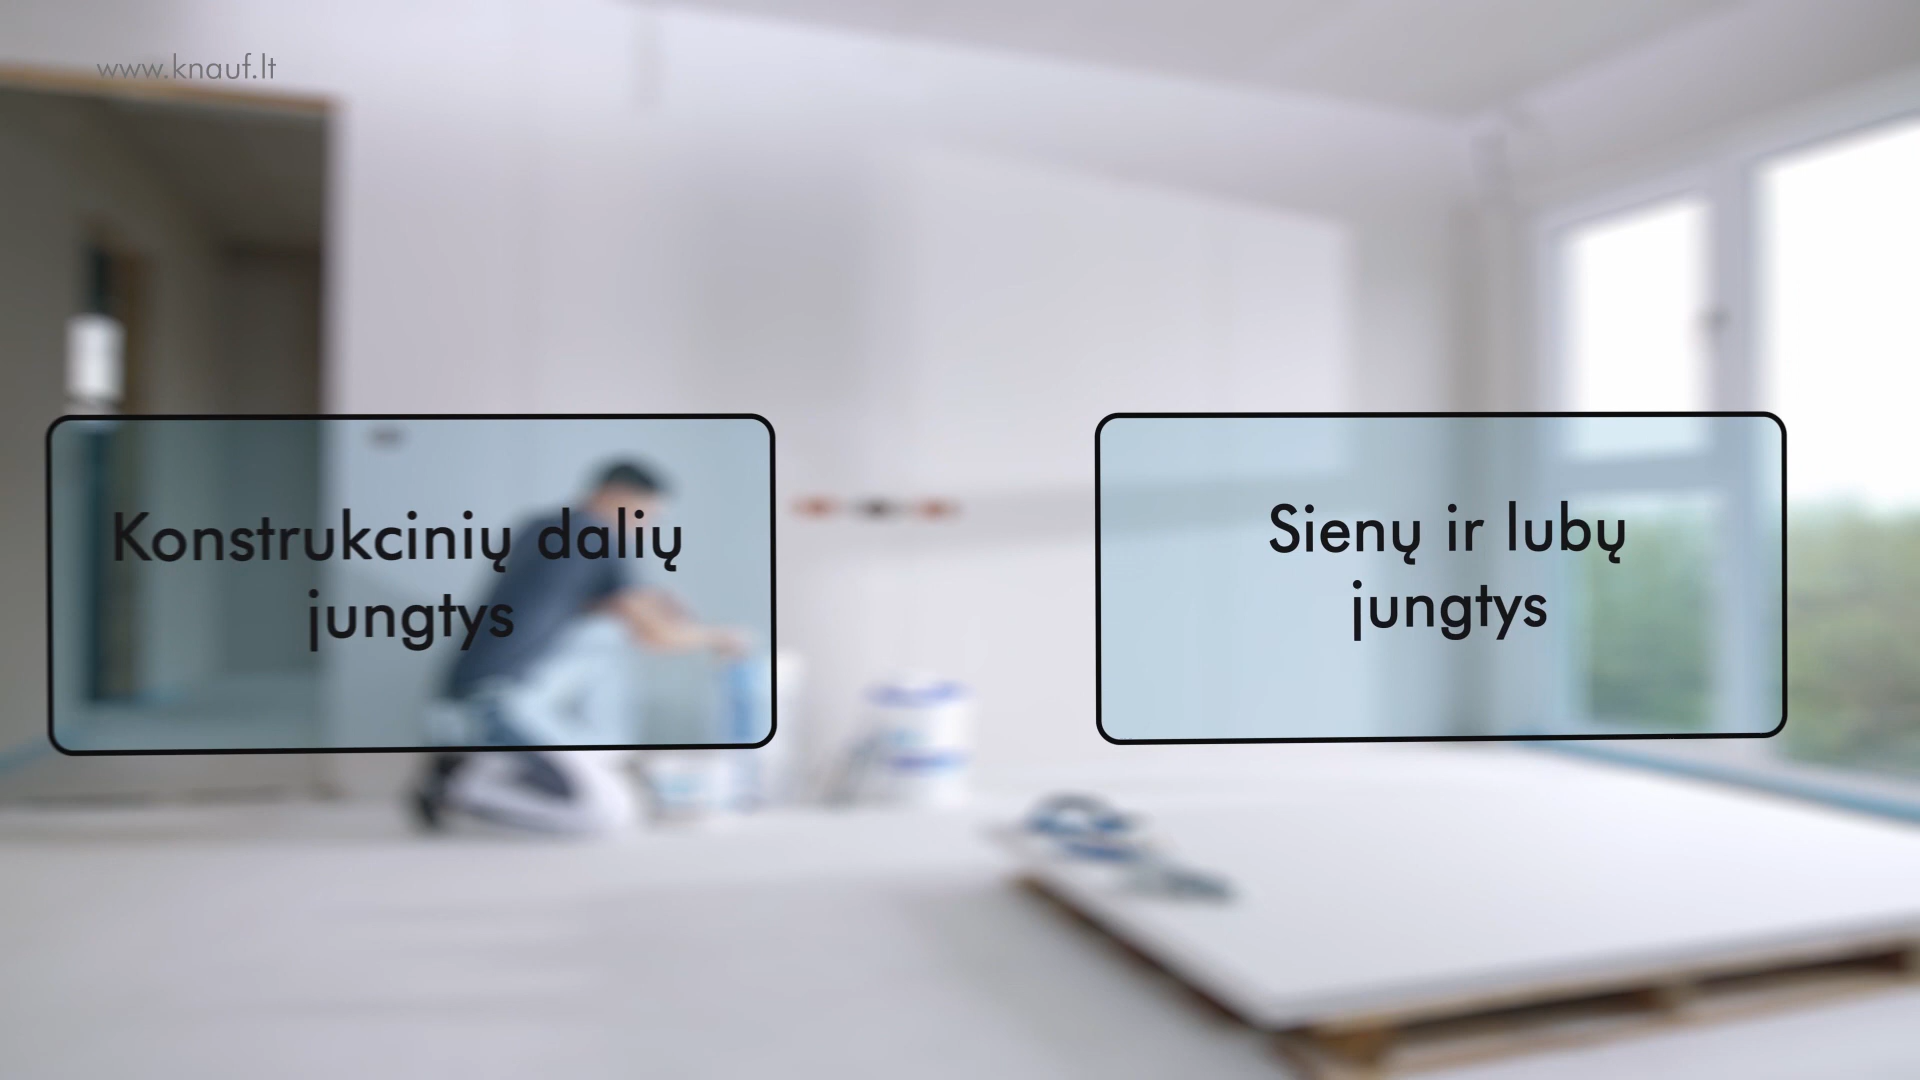 www.knauf.lt
Konstrukcinių dalių
jungtys
Sienų ir lubų
jungtys